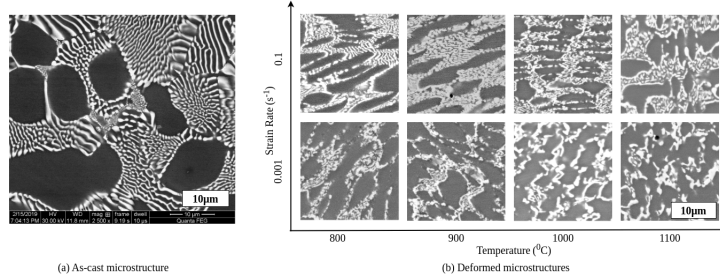 (a)
(b)
10μm
2/15/2019
7:04:13 PM
HV
30.00 kV
WD
11.8 mm
mag
2 500 x
frame
9.19 s
dwell
10 μs
10 μm
Quanta FEG
Strain Rate (s⁻¹)
0.1
0.001
10μm
800
900
1000
1100
Temperature (⁰C)
(a) As-cast microstructure
(b) Deformed microstructures